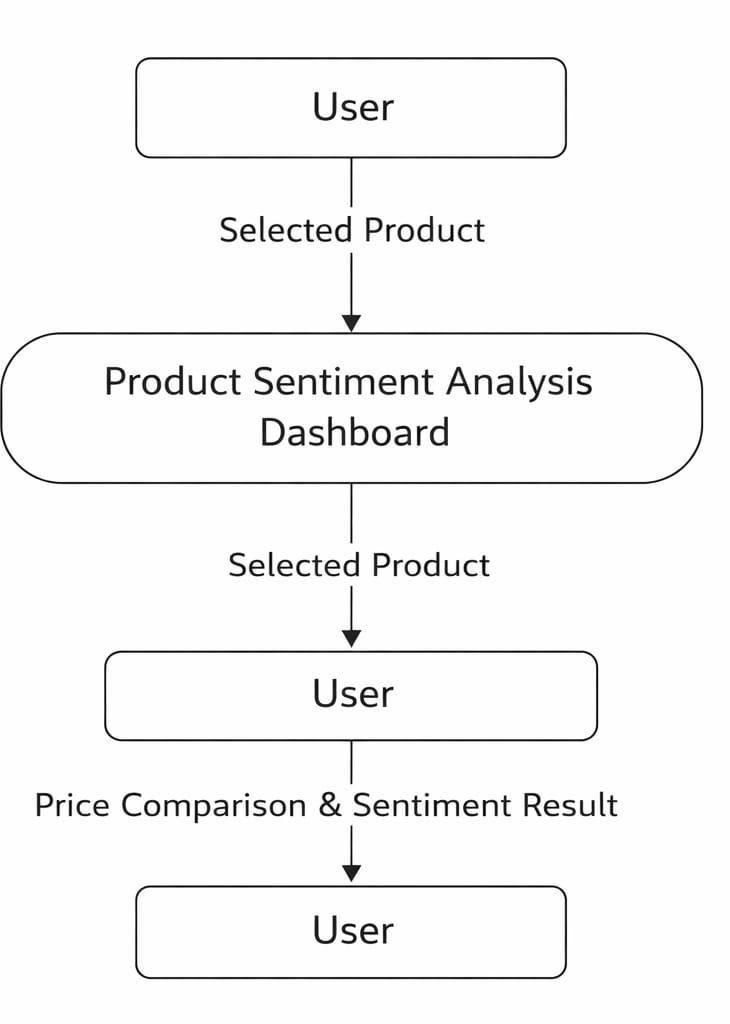 User
Selected Product
Product Sentiment Analysis
Dashboard
Selected Product
User
Price Comparison & Sentiment Result
User